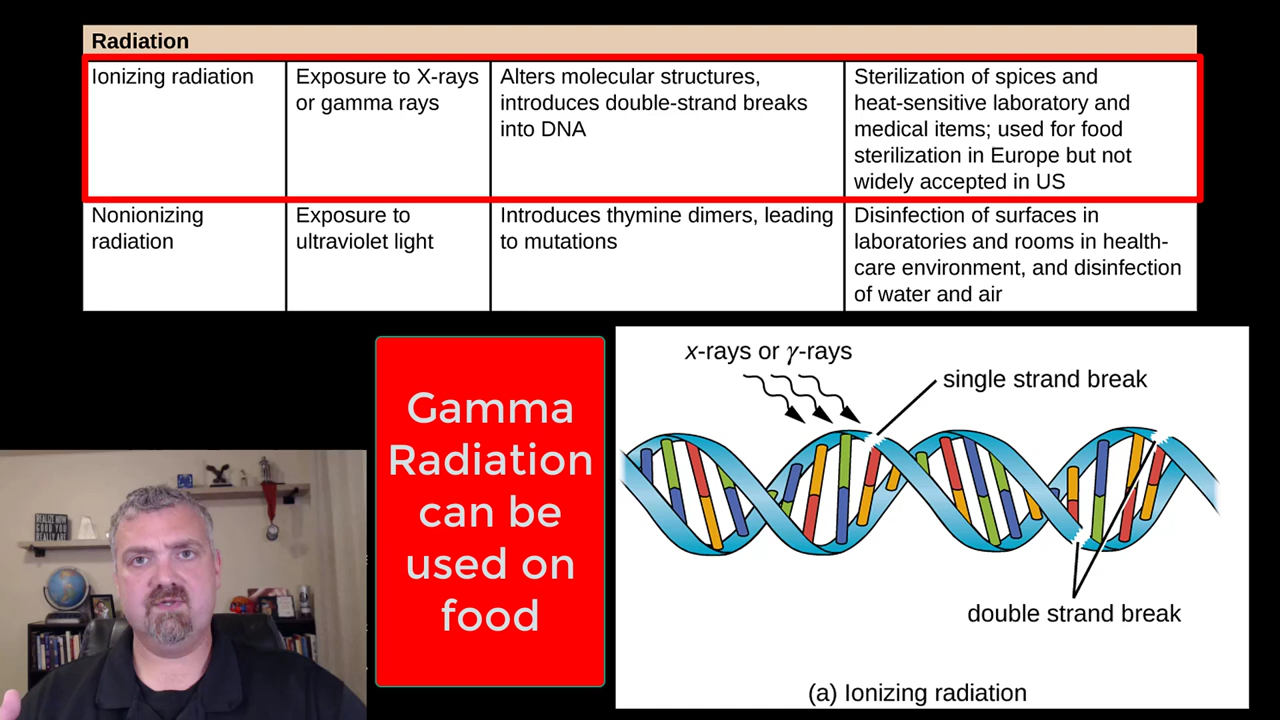 Radiation
Ionizing radiation
Exposure to X-rays
or gamma rays
Alters molecular structures,
introduces double-strand breaks
into DNA
Sterilization of spices and
heat-sensitive laboratory and
medical items; used for food
sterilization in Europe but not
widely accepted in US
Nonionizing
radiation
Exposure to
ultraviolet light
Introduces thymine dimers, leading
to mutations
Disinfection of surfaces in
laboratories and rooms in health-
care environment, and disinfection
of water and air
Gamma
Radiation
can be
used on
food
x-rays or γ-rays
single strand break
double strand break
(a) Ionizing radiation